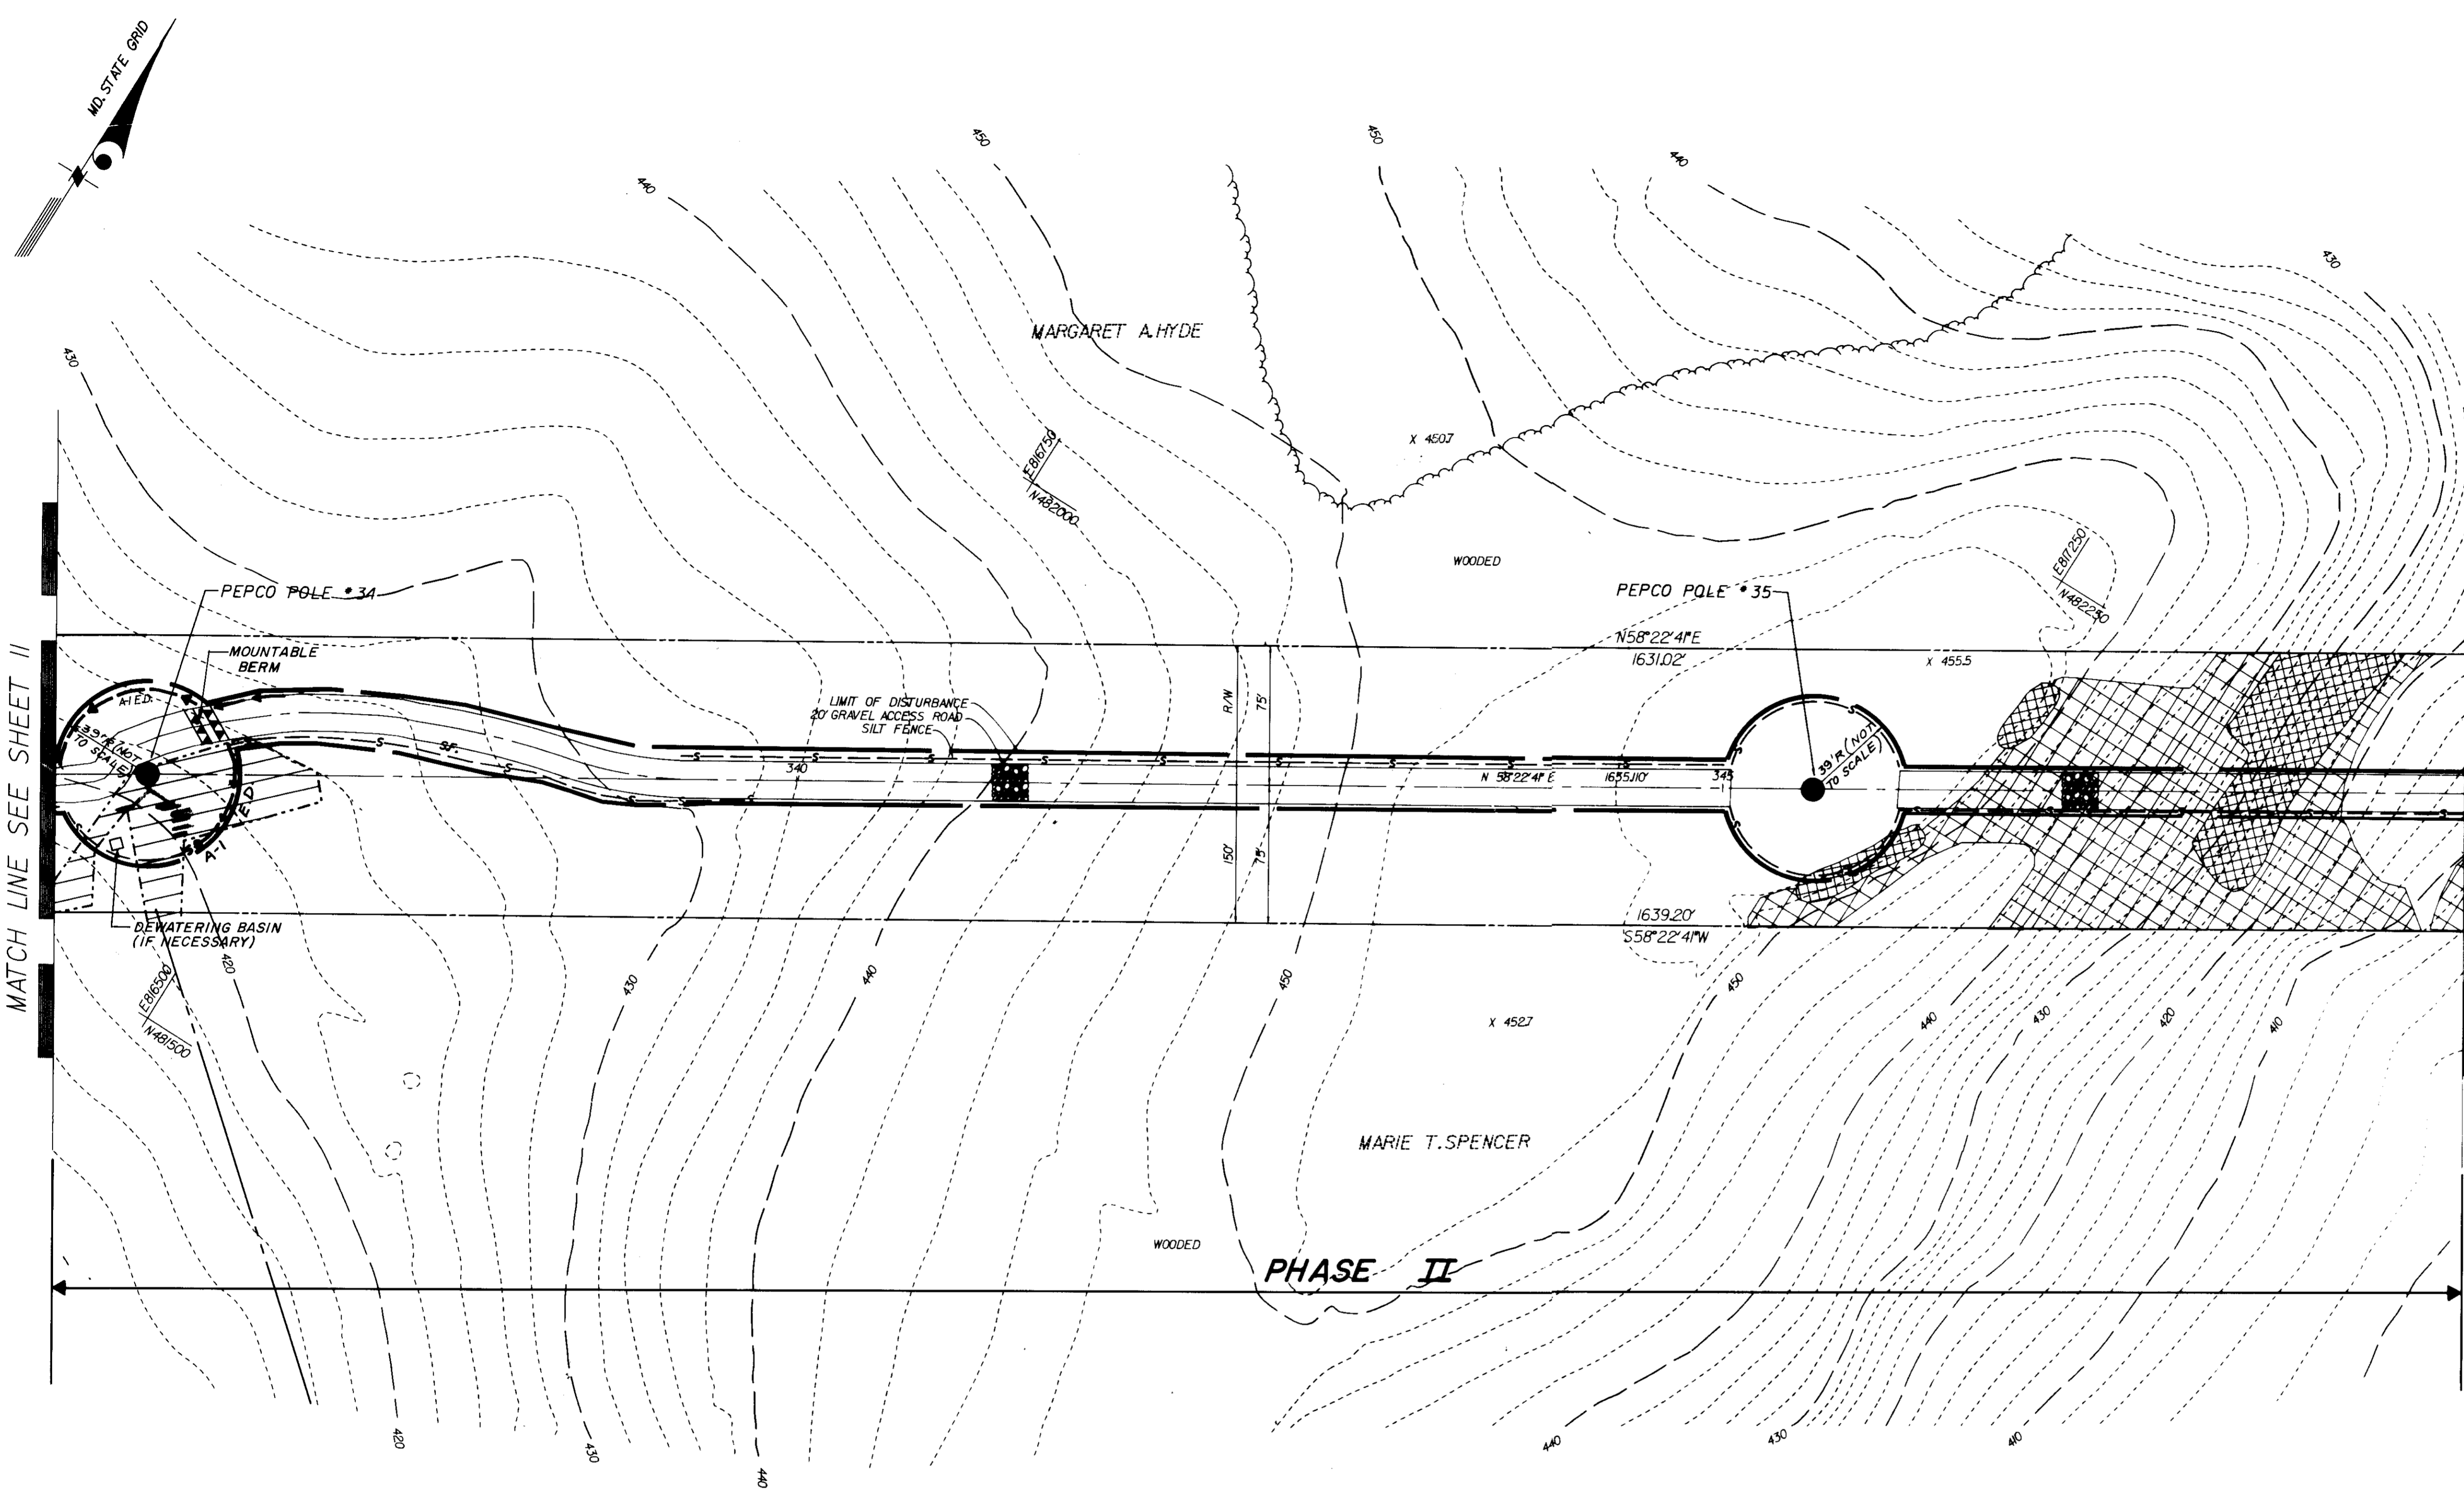 MD. STATE GRID
450
450
440
440
430
430
MARGARET A. HYDE
X 450.7
E816750
N482000
WOODED
E817250
N482250
PEPCO POLE #34
PEPCO POLE #35
N58°22'41"E
1631.02'
X 455.5
MOUNTABLE
BERM
A-1 E.D.
39'R (NOT
TO SCALE)
SF.
S
LIMIT OF DISTURBANCE
20' GRAVEL ACCESS ROAD
SILT FENCE
R/W
75'
340
N 58°22'41" E
1635.10'
345
39'R (NOT
TO SCALE)
150'
75'
A-1 E.D.
MATCH LINE SEE SHEET 11
1639.20'
S58°22'41"W
DEWATERING BASIN
(IF NECESSARY)
E816500
N481500
420
430
440
450
450
440
430
420
410
X 452.7
MARIE T. SPENCER
WOODED
PHASE II
420
430
440
440
430
410